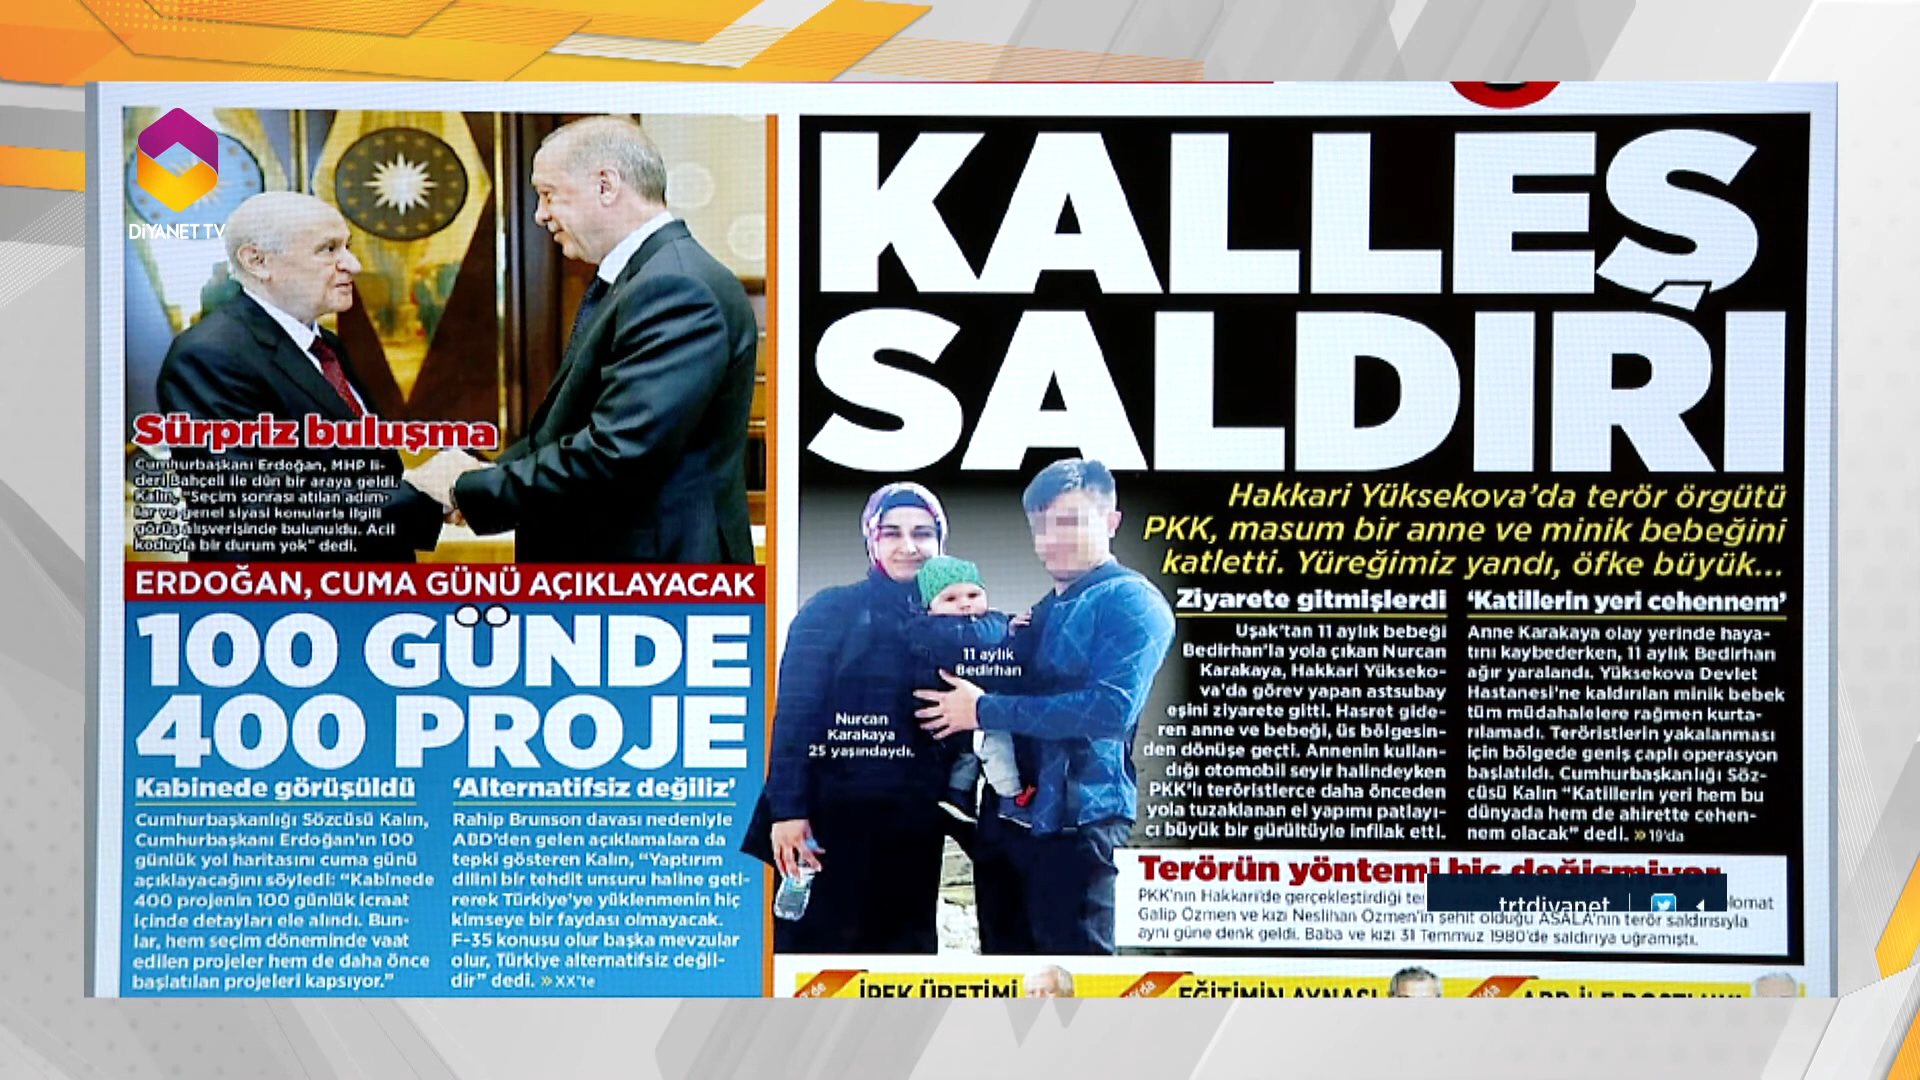 DİYANET TV
Sürpriz buluşma
Cumhurbaşkanı Erdoğan, MHP li-
deri Bahçeli ile dün bir araya geldi.
Kalın, "Seçim sonrası atılan adım-
lar ve genel siyasi konularla ilgili
görüş alışverişinde bulunuldu. Acil
koduyla bir durum yok" dedi.
ERDOĞAN, CUMA GÜNÜ AÇIKLAYACAK
100 GÜNDE
400 PROJE
Kabinede görüşüldü
Cumhurbaşkanlığı Sözcüsü Kalın,
Cumhurbaşkanı Erdoğan'ın 100
günlük yol haritasını cuma günü
açıklayacağını söyledi: "Kabinede
400 projenin 100 günlük icraat
içinde detayları ele alındı. Bun-
lar, hem seçim döneminde vaat
edilen projeler hem de daha önce
başlatılan projeleri kapsıyor."
'Alternatifsiz değiliz'
Rahip Brunson davası nedeniyle
ABD'den gelen açıklamalara da
tepki gösteren Kalın, "Yaptırım
dilini bir tehdit unsuru haline geti-
rerek Türkiye'ye yüklenmenin hiç
kimseye bir faydası olmayacak.
F-35 konusu olur başka mevzular
olur, Türkiye alternatifsiz değil-
dir" dedi. » XX'te
KALLEŞ
SALDIRI
Hakkari Yüksekova'da terör örgütü
PKK, masum bir anne ve minik bebeğini
katletti. Yüreğimiz yandı, öfke büyük...
11 aylık
Bedirhan
Nurcan
Karakaya
25 yaşındaydı.
Ziyarete gitmişlerdi
Uşak'tan 11 aylık bebeği
Bedirhan'la yola çıkan Nurcan
Karakaya, Hakkari Yükseko-
va'da görev yapan astsubay
eşini ziyarete gitti. Hasret gide-
ren anne ve bebeği, üs bölgesin-
den dönüşe geçti. Annenin kullan-
dığı otomobil seyir halindeyken
PKK'lı teröristlerce daha önceden
yola tuzaklanan el yapımı patlayı-
cı büyük bir gürültüyle infilak etti.
'Katillerin yeri cehennem'
Anne Karakaya olay yerinde haya-
tını kaybederken, 11 aylık Bedirhan
ağır yaralandı. Yüksekova Devlet
Hastanesi'ne kaldırılan minik bebek
tüm müdahalelere rağmen kurta-
rılamadı. Teröristlerin yakalanması
için bölgede geniş çaplı operasyon
başlatıldı. Cumhurbaşkanlığı Söz-
cüsü Kalın "Katillerin yeri hem bu
dünyada hem de ahirette cehen-
nem olacak" dedi. » 19'da
Terörün yöntemi hiç değişmiyor
PKK'nın Hakkari'de gerçekleştirdiği
Galip Özmen ve kızı Neslihan Özmen'in şehit olduğu ASALA'nın terör saldırısıyla
aynı güne denk geldi. Baba ve kızı 31 Temmuz 1980'de saldırıya uğramıştı.
trtdiyanet
İPEK ÜRETİMİ
EĞİTİMİN AYNASI